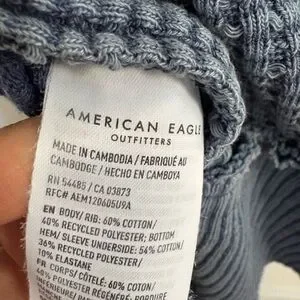 AMERICAN EAGLE
OUTFITTERS
MADE IN CAMBODIA / FABRIQUÉ AU
CAMBODGE / HECHO EN CAMBOYA
RN 54485 / CA 03873
RFC# AEM120605U9A
EN BODY/RIB: 60% COTTON/
40% RECYCLED POLYESTER; BOTTOM
HEM/ SLEEVE UNDERSIDE: 54% COTTON/
36% RECYCLED POLYESTER/
10% ELASTANE
FR CORPS/CÔTELÉ: 60% COTON/
40% POLYESTER RÉGÉNÉRÉ; BORDURE